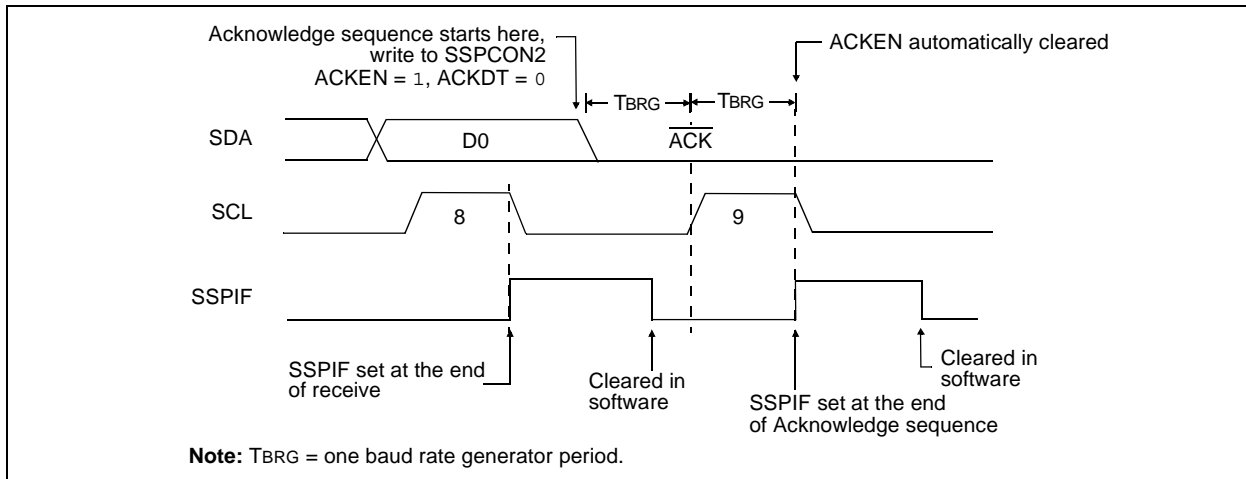 Acknowledge sequence starts here,
write to SSPCON2
ACKEN = 1, ACKDT = 0
ACKEN automatically cleared
TBRG
TBRG
SDA
D0
ACK
SCL
8
9
SSPIF
SSPIF set at the end
of receive
Cleared in
software
SSPIF set at the end
of Acknowledge sequence
Cleared in
software
Note: TBRG = one baud rate generator period.